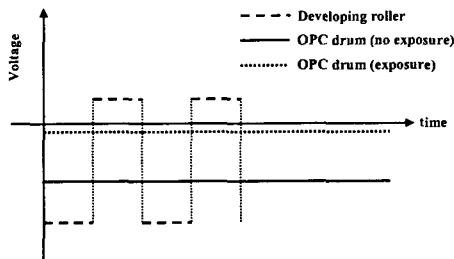 Developing roller
OPC drum (no exposure)
OPC drum (exposure)
Voltage
time